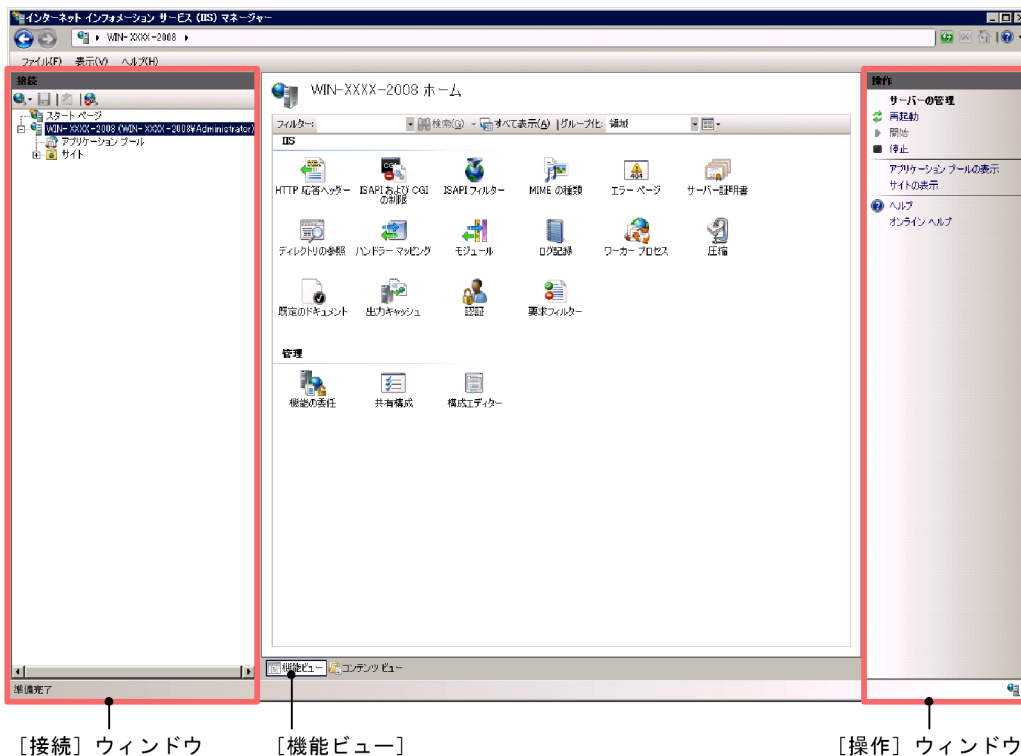 インターネット インフォメーション サービス (IIS) マネージャー
WIN-XXXX-2008
ファイル(F) 表示(V) ヘルプ(H)
接続
スタート ページ
WIN-XXXX-2008 (WIN-XXXX-2008¥Administrator)
アプリケーション プール
サイト
準備完了
WIN-XXXX-2008 ホーム
フィルター: 検索(G) すべて表示(A) グループ化: 領域
IIS
HTTP 応答ヘッダー ISAPI および CGI の制限 ISAPI フィルター MIME の種類 エラー ページ サーバー証明書
ディレクトリの参照 ハンドラー マッピング モジュール ログ記録 ワーカー プロセス 圧縮
既定のドキュメント 出力キャッシュ 認証 要求フィルター
管理
機能の委任 共有構成 構成エディター
機能ビュー コンテンツ ビュー
操作
サーバーの管理
再起動
開始
停止
アプリケーション プールの表示
サイトの表示
ヘルプ
オンライン ヘルプ
[接続] ウィンドウ [機能ビュー] [操作] ウィンドウ